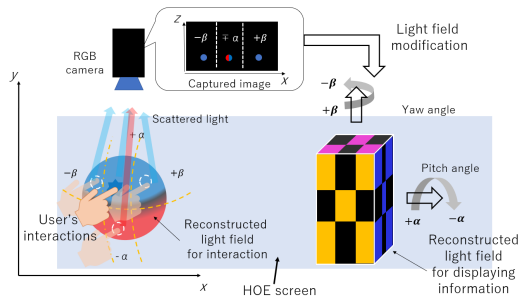 Z
−β
∓ α
+β
X
Captured image
RGB
camera
Light field
modification
y
−β
+β
Yaw angle
Scattered light
+α
−β
+β
Pitch angle
+α
−α
User's
interactions
Reconstructed
light field
for interaction
- α
Reconstructed
light field
for displaying
information
HOE screen
x